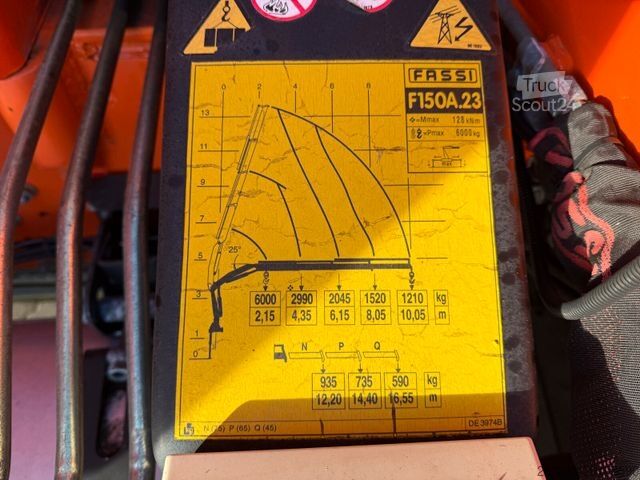 FASSI
F150A.23
=Mmax 128 kNm
=Pmax 6000kg
max
Truck
Scout24
0 2 4 6 8
13
11
9
7
5
3
1
0
25°
6000 2990 2045 1520 1210 kg
2,15 4,35 6,15 8,05 10,05 m
N P Q
935 735 590 kg
12,20 14,40 16,55 m
N (75) P (65) Q (45)
DE 3974B